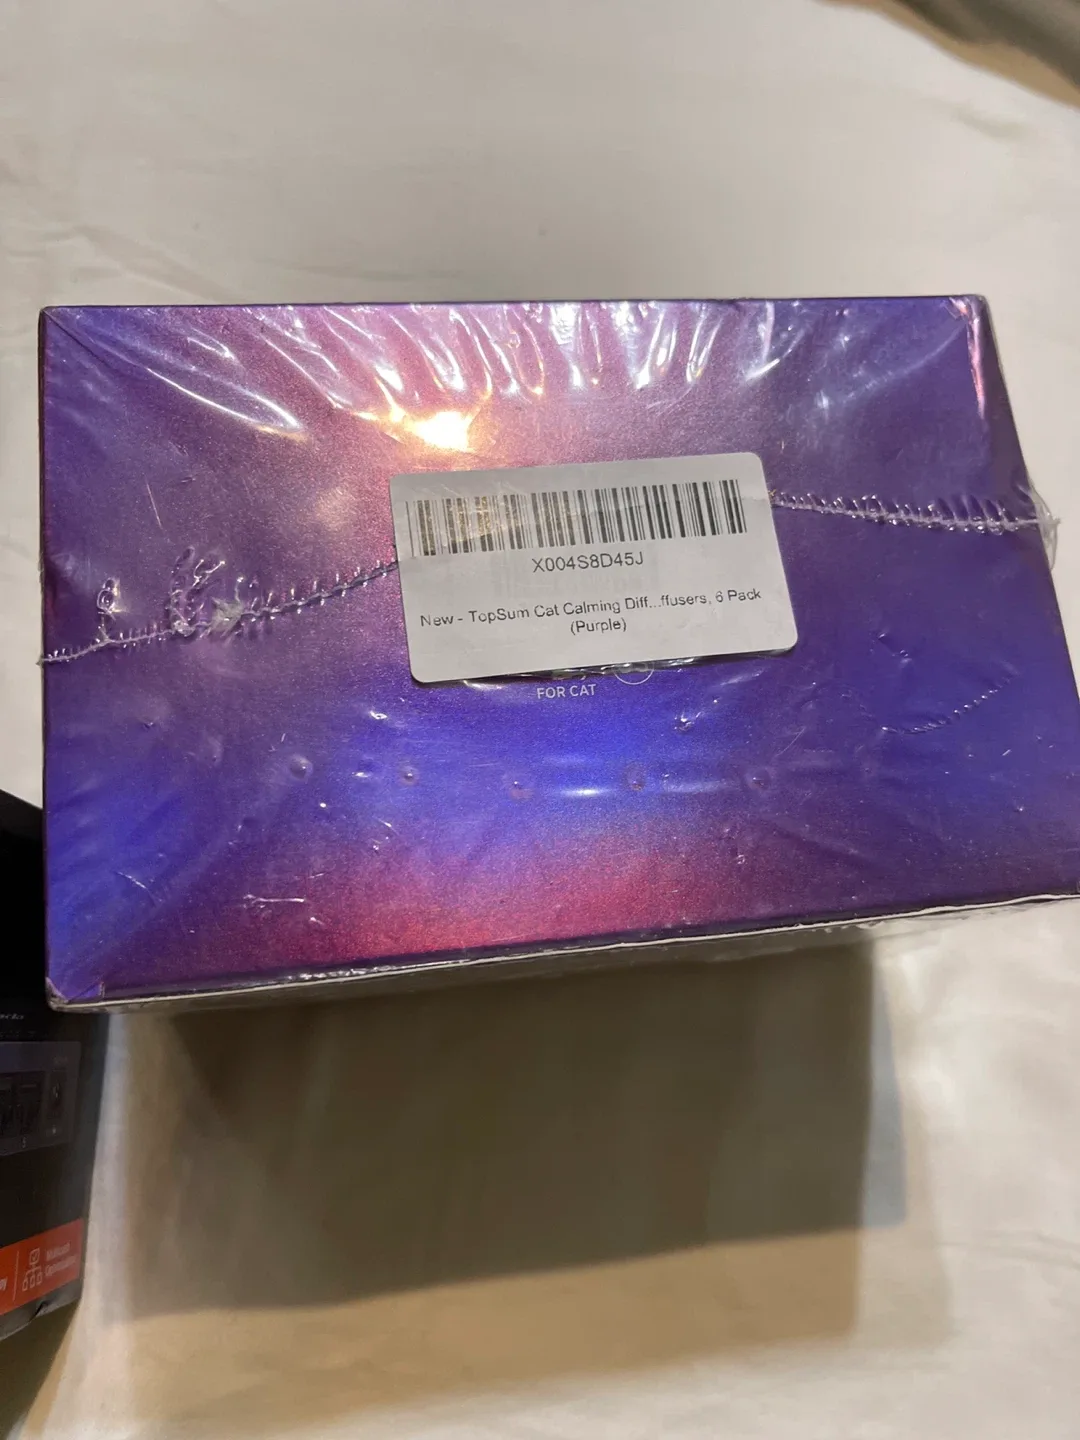 X004S8D45J
New - TopSum Cat Calming Diff...ffusers, 6 Pack
(Purple)
FOR CAT